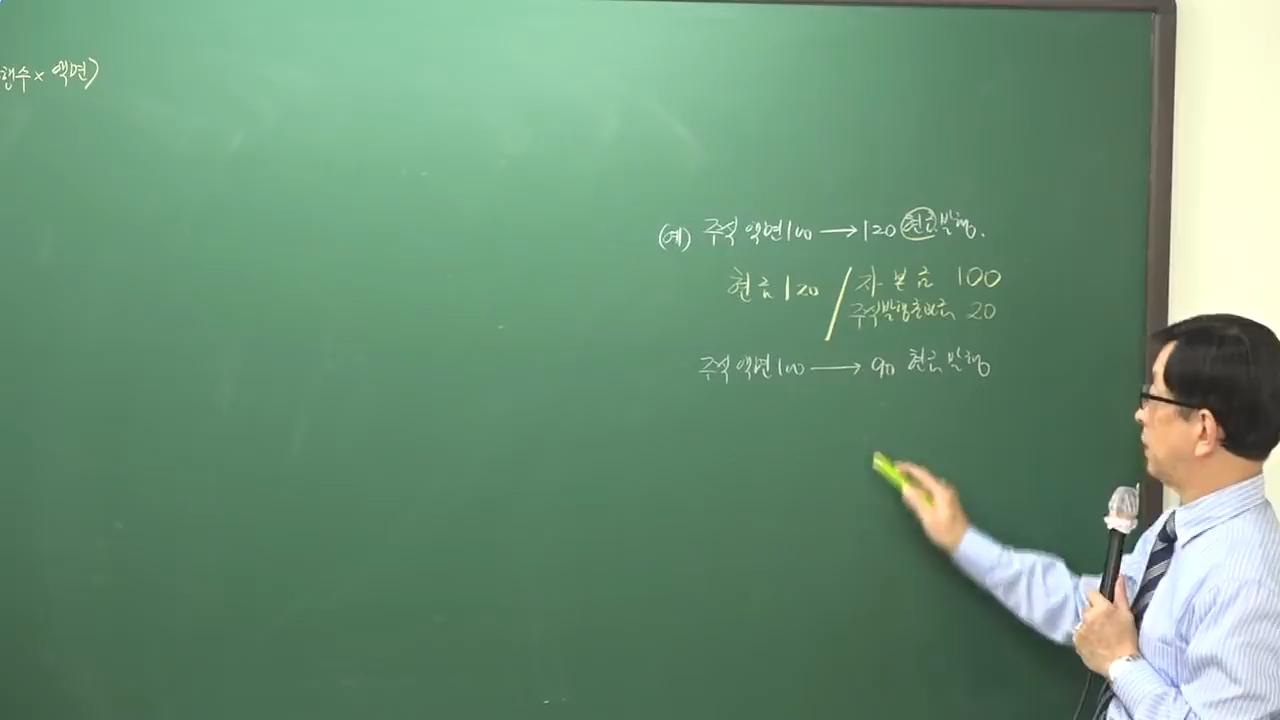 행수 × 액면)
(예) 주식 액면 100 → 120 현금발행.
현금 120 / 자본금 100
주식발행초과금 20
주식 액면 100 → 90 현금 발행